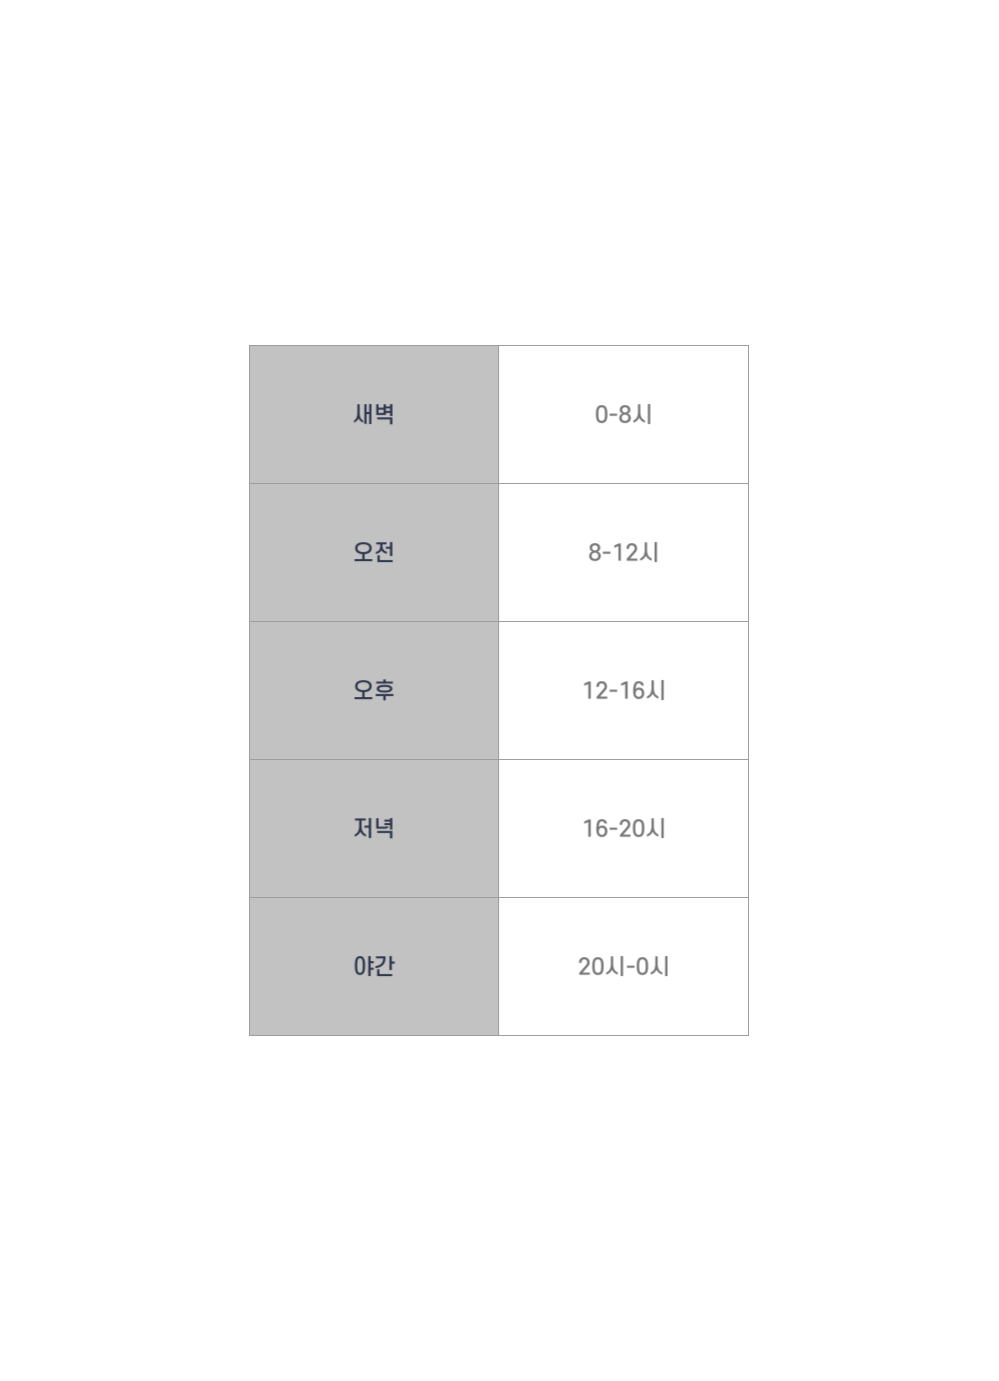 새벽 0-8시
오전 8-12시
오후 12-16시
저녁 16-20시
야간 20시-0시